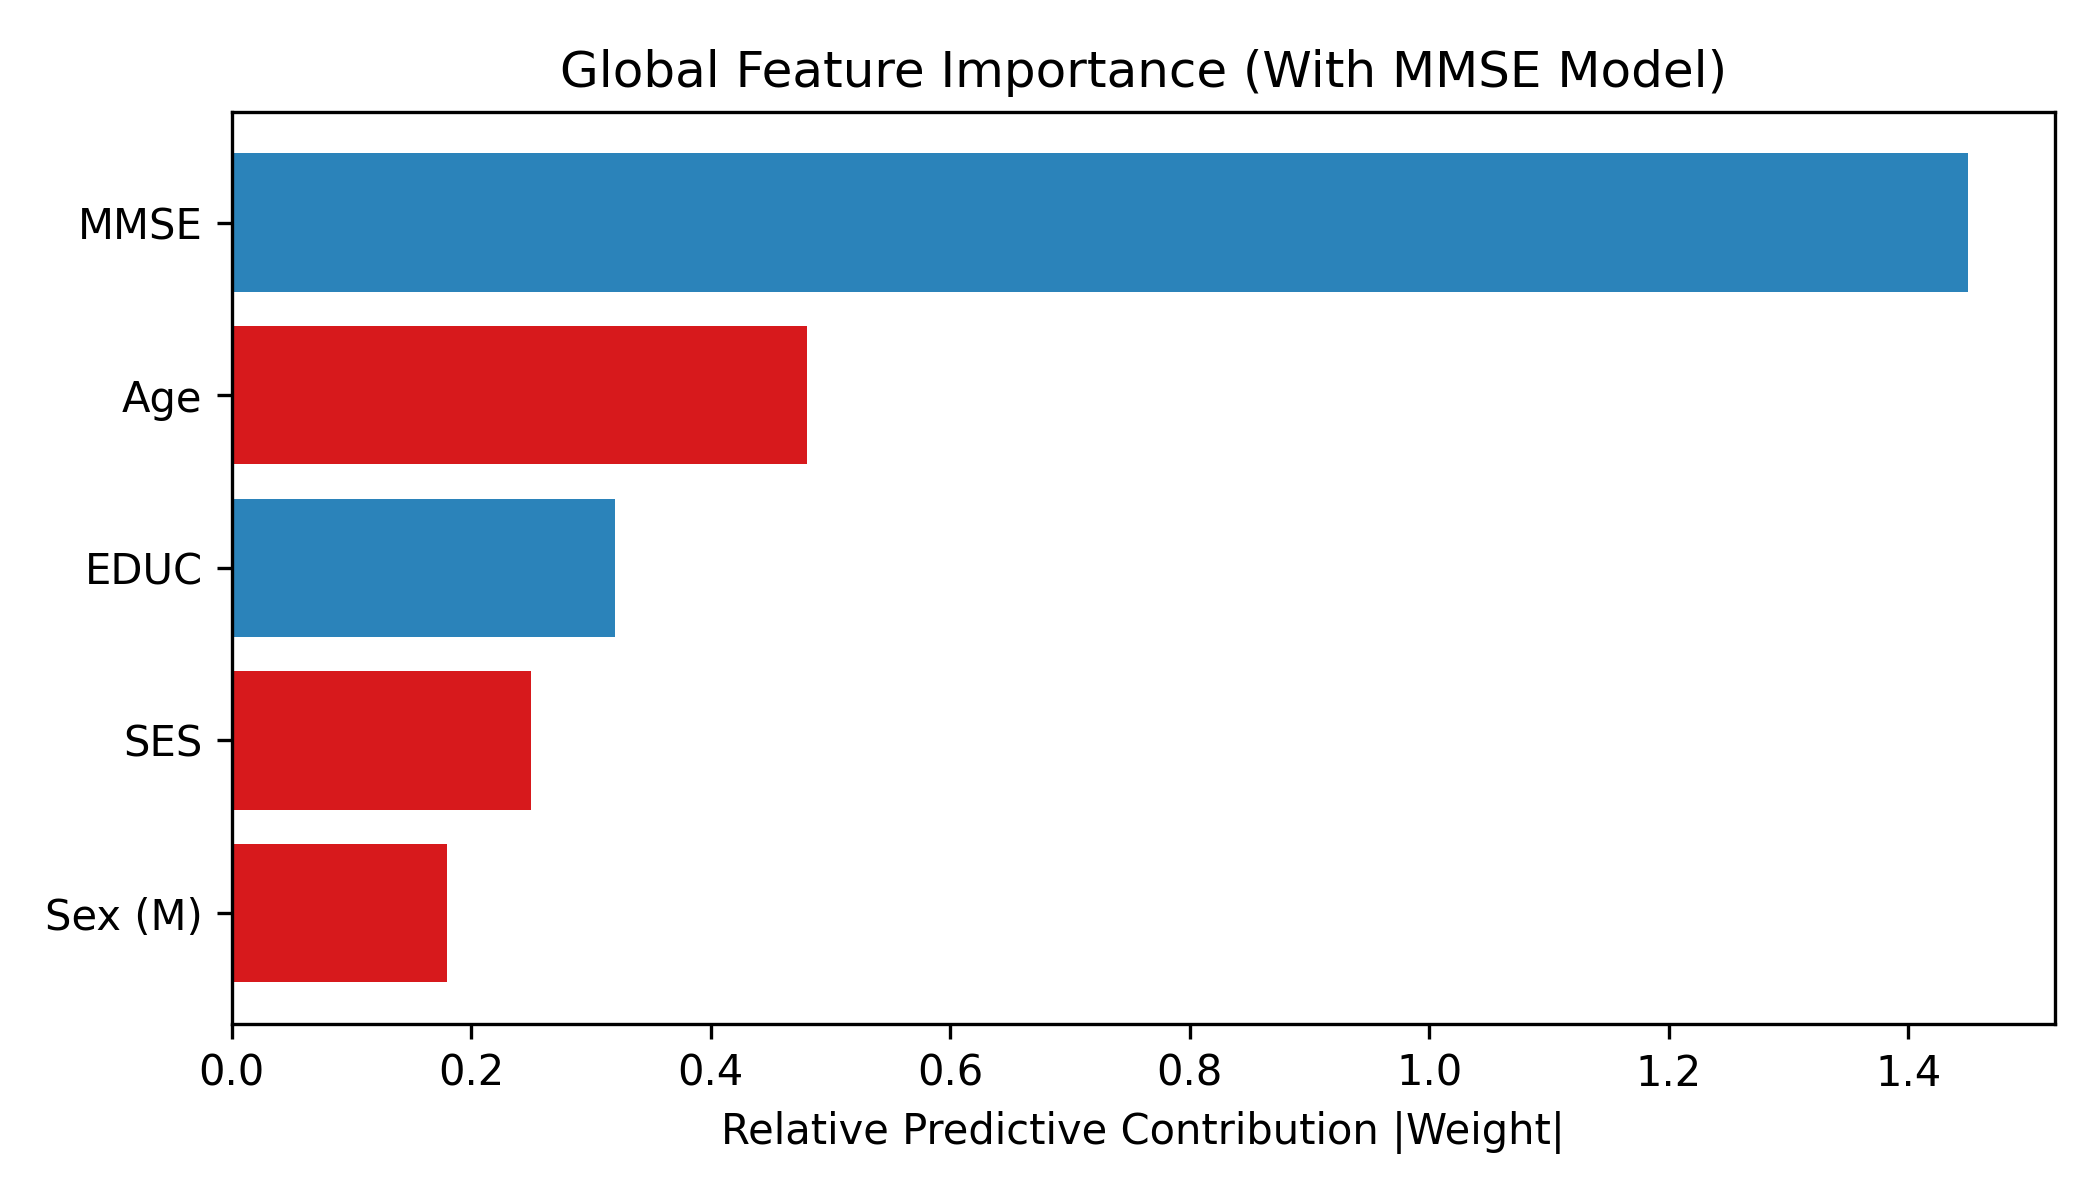 Global Feature Importance (With MMSE Model)
MMSE
Age
EDUC
SES
Sex (M)
0.0 0.2 0.4 0.6 0.8 1.0 1.2 1.4
Relative Predictive Contribution |Weight|